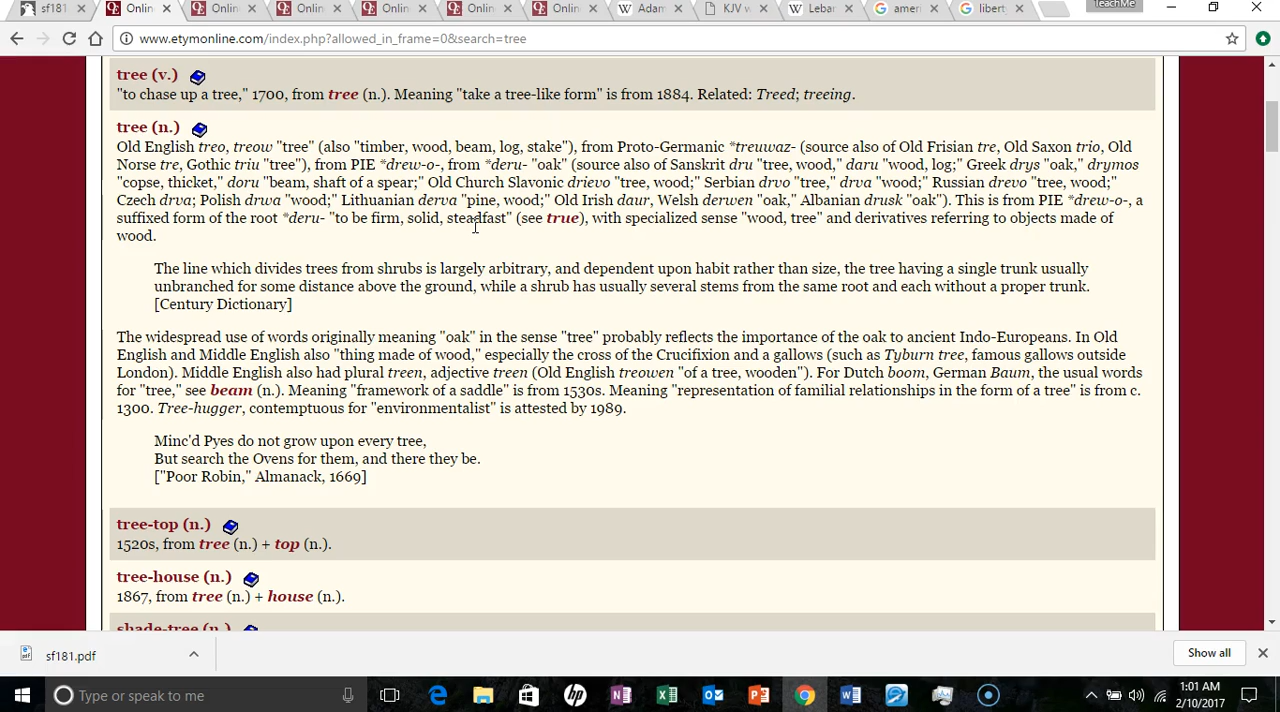 sf181
Onlin
Onlin
Onlin
Onlin
Onlin
Onlin
Adam
KJV w
Lebar
ameri
libert
TeachMe
www.etymonline.com/index.php?allowed_in_frame=0&search=tree
tree (v.)
"to chase up a tree," 1700, from tree (n.). Meaning "take a tree-like form" is from 1884. Related: Treed; treeing.
tree (n.)
Old English treo, treow "tree" (also "timber, wood, beam, log, stake"), from Proto-Germanic *treuwaz- (source also of Old Frisian tre, Old Saxon trio, Old
Norse tre, Gothic triu "tree"), from PIE *drew-o-, from *deru- "oak" (source also of Sanskrit dru "tree, wood," daru "wood, log;" Greek drys "oak," drymos
"copse, thicket," doru "beam, shaft of a spear;" Old Church Slavonic drievo "tree, wood;" Serbian drvo "tree," drva "wood;" Russian drevo "tree, wood;"
Czech drva; Polish drwa "wood;" Lithuanian derva "pine, wood;" Old Irish daur, Welsh derwen "oak," Albanian drusk "oak"). This is from PIE *drew-o-, a
suffixed form of the root *deru- "to be firm, solid, steadfast" (see true), with specialized sense "wood, tree" and derivatives referring to objects made of
wood.
The line which divides trees from shrubs is largely arbitrary, and dependent upon habit rather than size, the tree having a single trunk usually
unbranched for some distance above the ground, while a shrub has usually several stems from the same root and each without a proper trunk.
[Century Dictionary]
The widespread use of words originally meaning "oak" in the sense "tree" probably reflects the importance of the oak to ancient Indo-Europeans. In Old
English and Middle English also "thing made of wood," especially the cross of the Crucifixion and a gallows (such as Tyburn tree, famous gallows outside
London). Middle English also had plural treen, adjective treen (Old English treowen "of a tree, wooden"). For Dutch boom, German Baum, the usual words
for "tree," see beam (n.). Meaning "framework of a saddle" is from 1530s. Meaning "representation of familial relationships in the form of a tree" is from c.
1300. Tree-hugger, contemptuous for "environmentalist" is attested by 1989.
Minc'd Pyes do not grow upon every tree,
But search the Ovens for them, and there they be.
["Poor Robin," Almanack, 1669]
tree-top (n.)
1520s, from tree (n.) + top (n.).
tree-house (n.)
1867, from tree (n.) + house (n.).
shade-tree (n.)
sf181.pdf
Show all
Type or speak to me
1:01 AM
2/10/2017